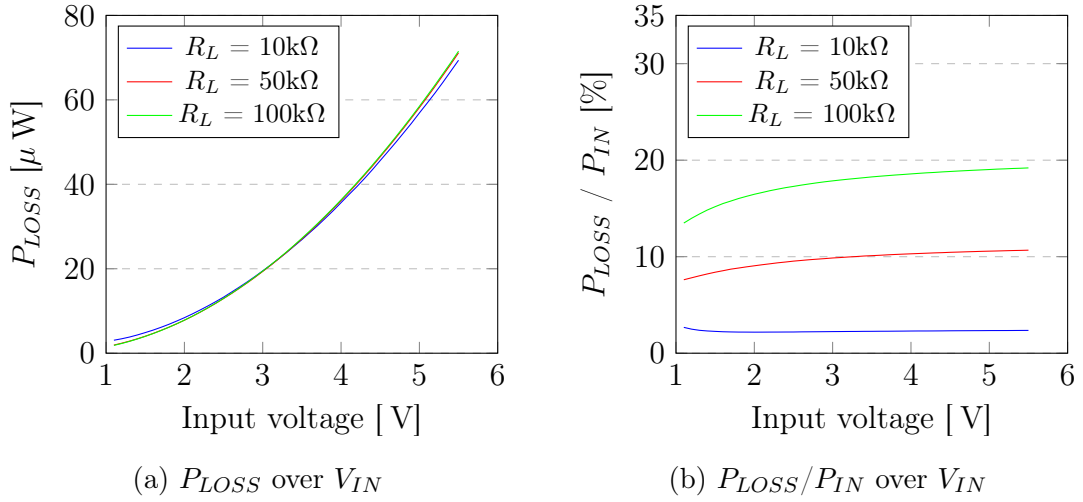 P_LOSS [μ W]
80
60
40
20
0
R_L = 10kΩ
R_L = 50kΩ
R_L = 100kΩ
1 2 3 4 5 6
Input voltage [V]
(a) P_LOSS over V_IN
P_LOSS / P_IN [%]
35
30
20
10
0
R_L = 10kΩ
R_L = 50kΩ
R_L = 100kΩ
1 2 3 4 5 6
Input voltage [V]
(b) P_LOSS/P_IN over V_IN